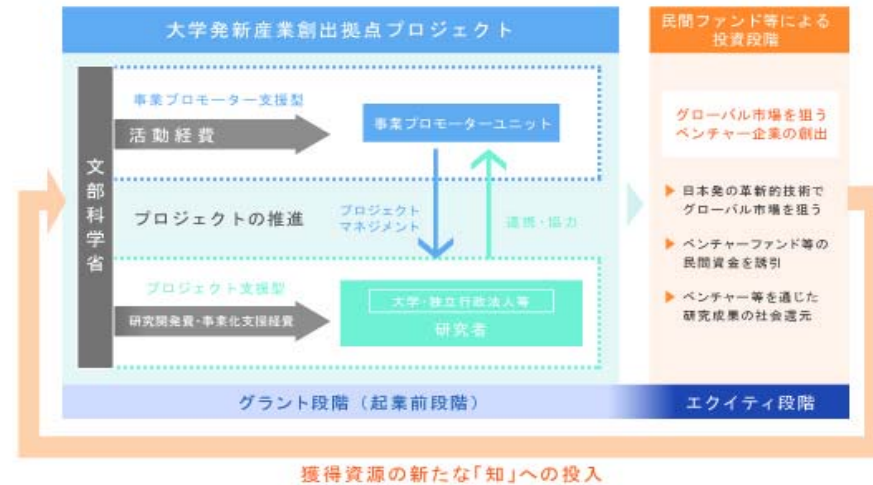 大学発新産業創出拠点プロジェクト
民間ファンド等による
投資段階
文部科学省
事業プロモーター支援型
活動経費
事業プロモーターユニット
プロジェクトの推進
プロジェクト
マネジメント
連携・協力
プロジェクト支援型
研究開発費・事業化支援経費
大学・独立行政法人等
研究者
グローバル市場を狙う
ベンチャー企業の創出
日本発の革新的技術で
グローバル市場を狙う
ベンチャーファンド等の
民間資金を誘引
ベンチャー等を通じた
研究成果の社会還元
グラント段階（起業前段階）
エクイティ段階
獲得資源の新たな「知」への投入